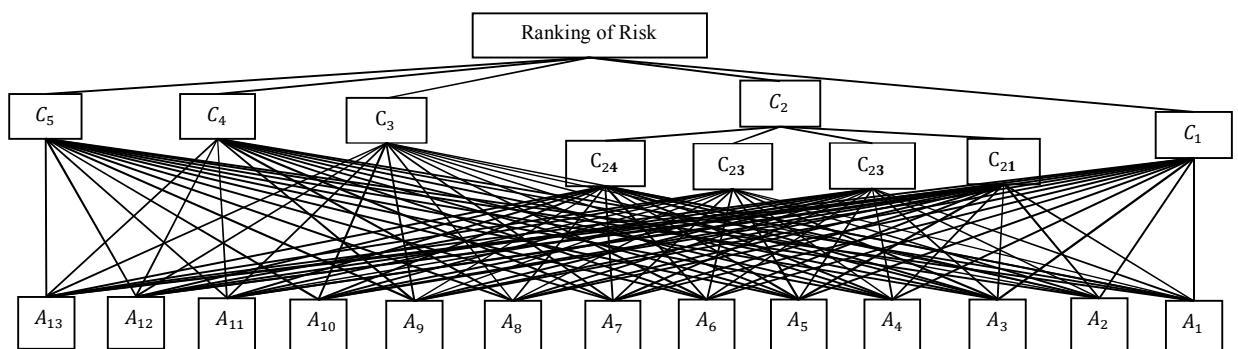 Ranking of Risk
C₅ C₄ C₃ C₂ C₁
C₂₄ C₂₃ C₂₃ C₂₁
A₁₃ A₁₂ A₁₁ A₁₀ A₉ A₈ A₇ A₆ A₅ A₄ A₃ A₂ A₁